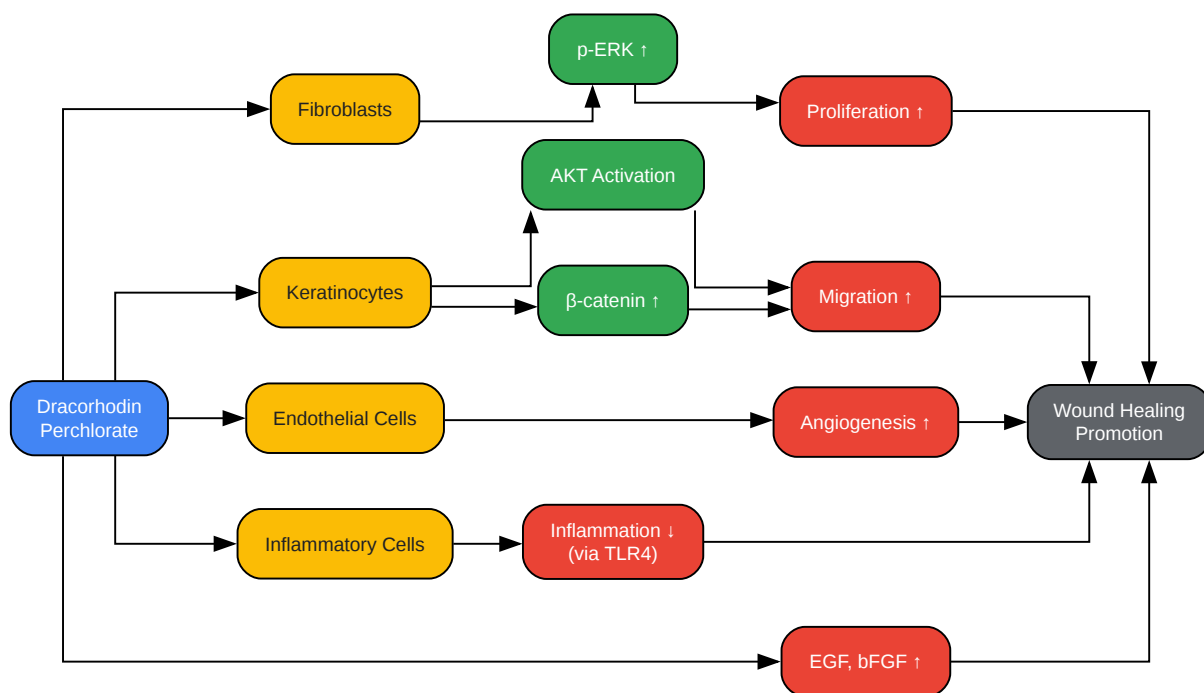 p-ERK ↑
Fibroblasts
Proliferation ↑
AKT Activation
Keratinocytes
β-catenin ↑
Migration ↑
Dracorhodin
Perchlorate
Endothelial Cells
Angiogenesis ↑
Wound Healing
Promotion
Inflammatory Cells
Inflammation ↓
(via TLR4)
EGF, bFGF ↑